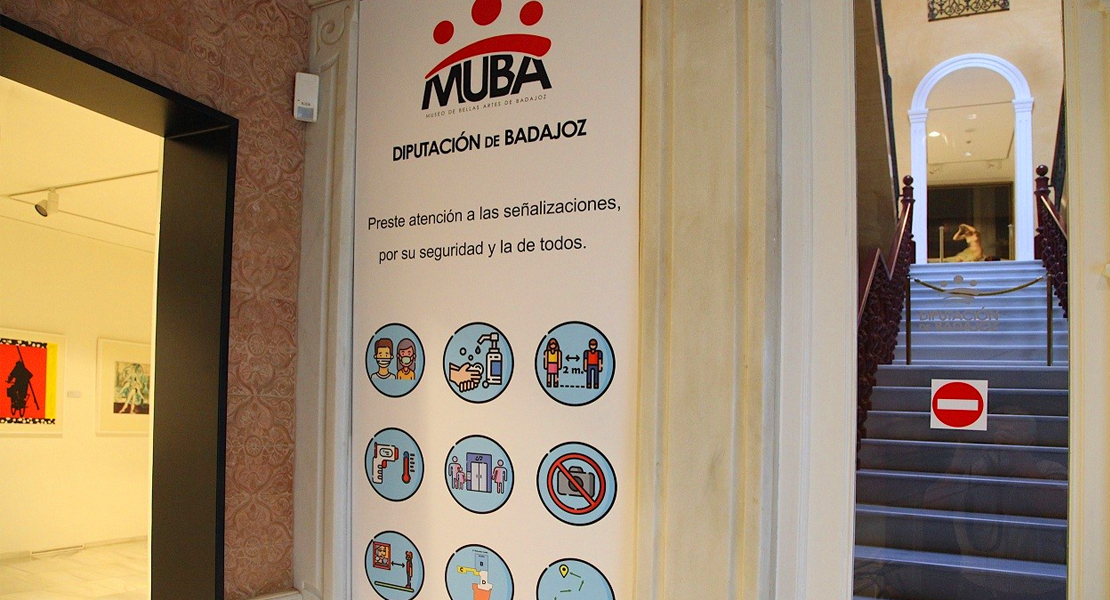 MUBA
MUSEO DE BELLAS ARTES DE BADAJOZ
DIPUTACIÓN DE BADAJOZ
Preste atención a las señalizaciones,
por su seguridad y la de todos.
2 m.
DIPUTACIÓN
DE BADAJOZ